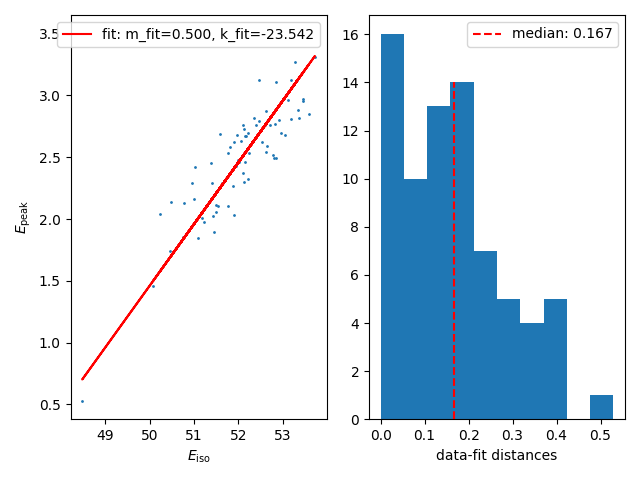 fit: m_fit=0.500, k_fit=-23.542
3.5
3.0
2.5
2.0
1.5
1.0
0.5
E_peak
49 50 51 52 53
E_iso
median: 0.167
16
14
12
10
8
6
4
2
0
0.0 0.1 0.2 0.3 0.4 0.5
data-fit distances